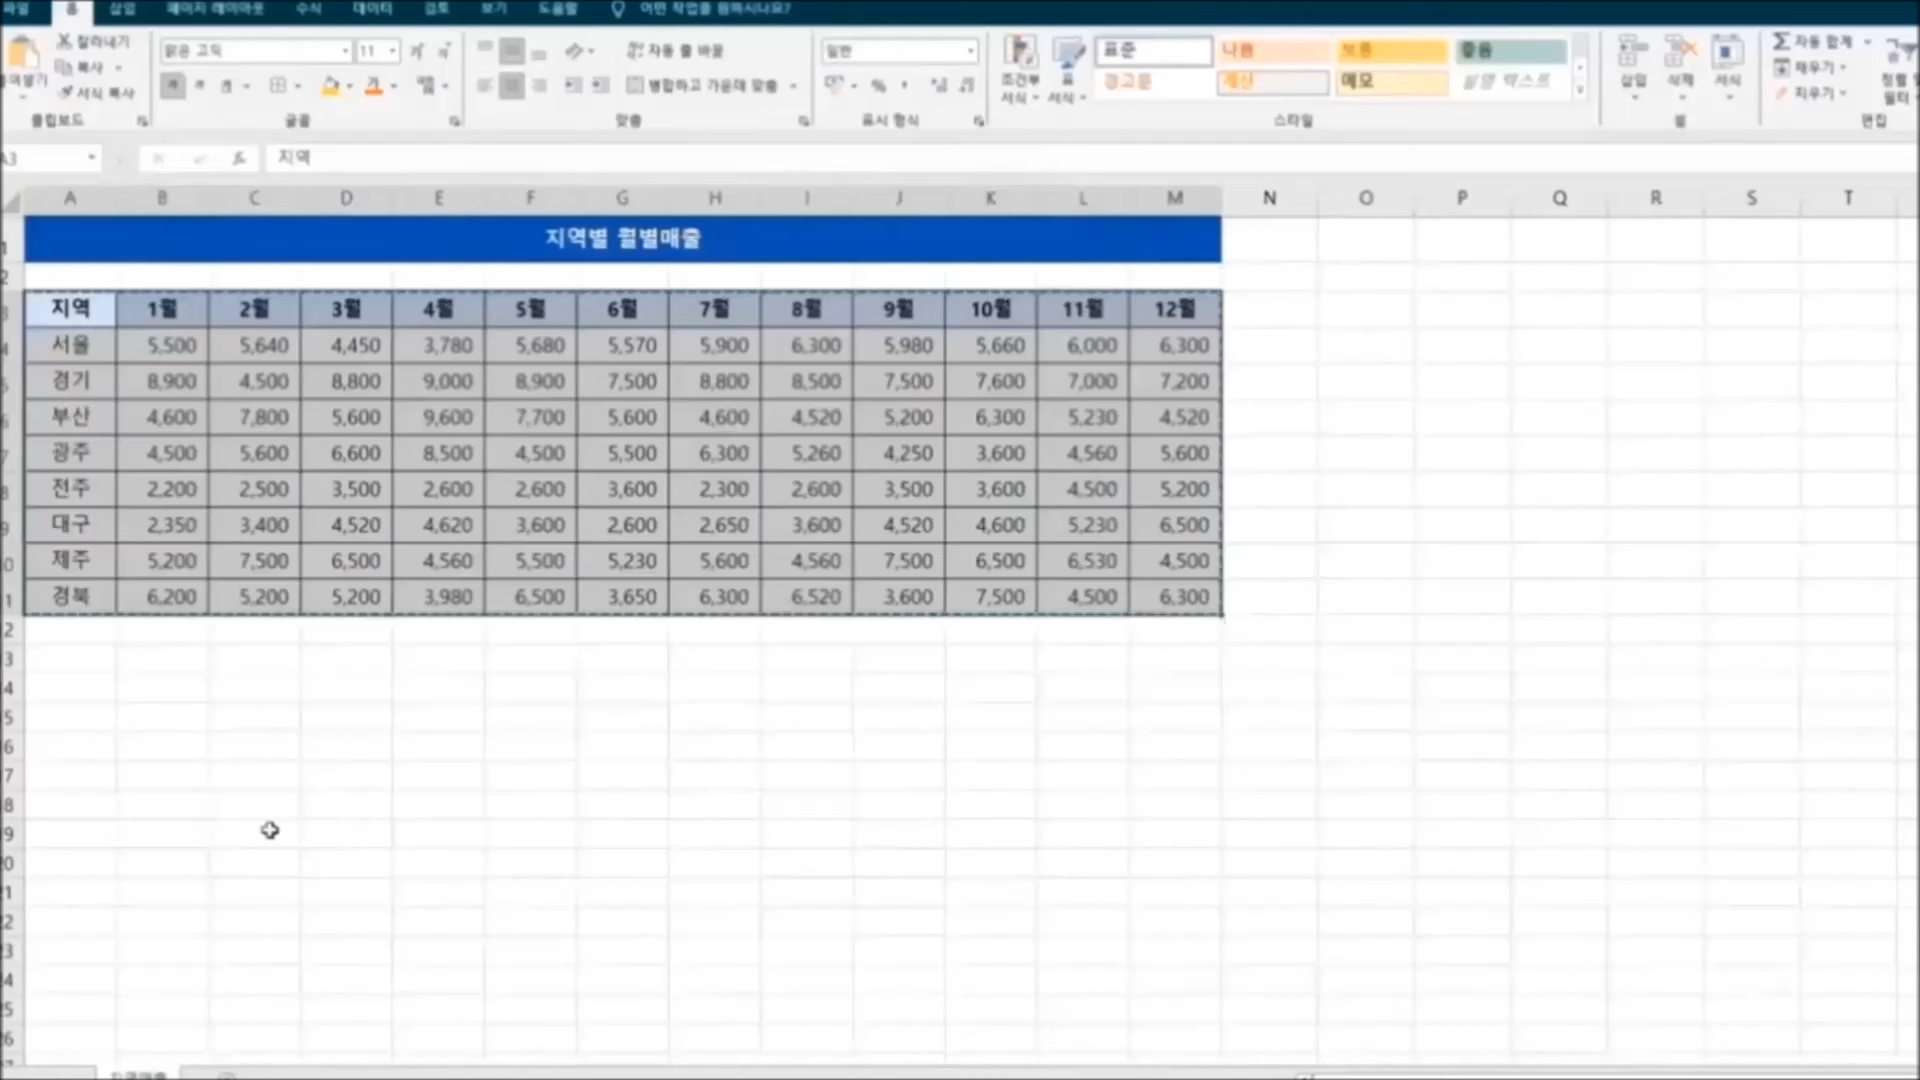 파일 홈 삽입 페이지 레이아웃 수식 데이터 검토 보기 도움말 어떤 작업을 원하시나요?
잘라내기
복사
서식 복사
클립보드
맑은 고딕 11
글꼴
자동 줄 바꿈
병합하고 가운데 맞춤
맞춤
일반
%
표시 형식
조건부 서식
표 서식
표준 나쁨 보통 좋음
경고문 계산 메모 설명 텍스트
스타일
삽입 삭제 서식
셀
자동 합계
채우기
지우기
편집
A3 fx 지역
A B C D E F G H I J K L M N O P Q R S T
지역별 월별매출
지역 1월 2월 3월 4월 5월 6월 7월 8월 9월 10월 11월 12월
서울 5,500 5,640 4,450 3,780 5,680 5,570 5,900 6,300 5,980 5,660 6,000 6,300
경기 8,900 4,500 8,800 9,000 8,900 7,500 8,800 8,500 7,500 7,600 7,000 7,200
부산 4,600 7,800 5,600 9,600 7,700 5,600 4,600 4,520 5,200 6,300 5,230 4,520
광주 4,500 5,600 6,600 8,500 4,500 5,500 6,300 5,260 4,250 3,600 4,560 5,600
전주 2,200 2,500 3,500 2,600 2,600 3,600 2,300 2,600 3,500 3,600 4,500 5,200
대구 2,350 3,400 4,520 4,620 3,600 2,600 2,650 3,600 4,520 4,600 5,230 6,500
제주 5,200 7,500 6,500 4,560 5,500 5,230 5,600 4,560 7,500 6,500 6,530 4,500
경북 6,200 5,200 5,200 3,980 6,500 3,650 6,300 6,520 3,600 7,500 4,500 6,300
지역매출